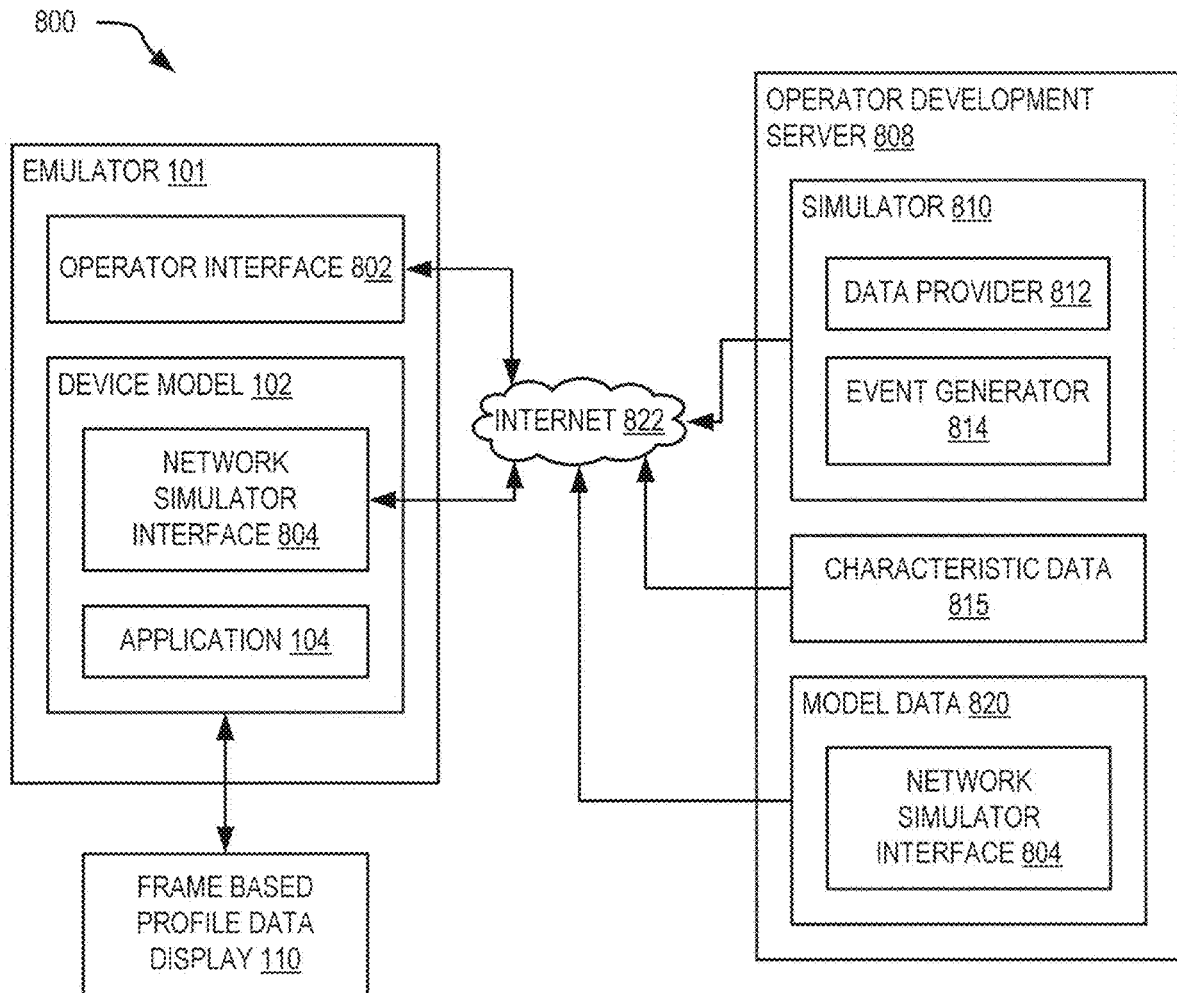 800
EMULATOR 101
OPERATOR INTERFACE 802
DEVICE MODEL 102
NETWORK
SIMULATOR
INTERFACE 804
APPLICATION 104
FRAME BASED
PROFILE DATA
DISPLAY 110
INTERNET 822
OPERATOR DEVELOPMENT
SERVER 808
SIMULATOR 810
DATA PROVIDER 812
EVENT GENERATOR
814
CHARACTERISTIC DATA
815
MODEL DATA 820
NETWORK
SIMULATOR
INTERFACE 804